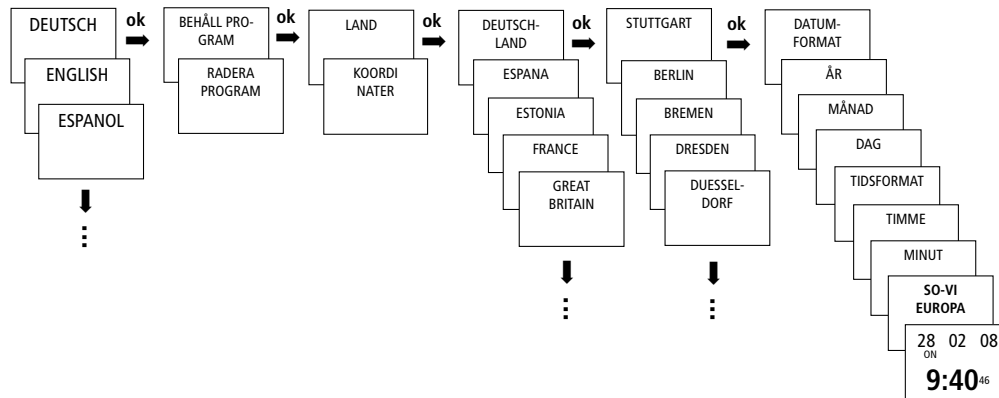 DEUTSCH
ENGLISH
ESPANOL
ok
BEHÅLL PRO-
GRAM
RADERA
PROGRAM
ok
LAND
KOORDI
NATER
ok
DEUTSCH-
LAND
ESPANA
ESTONIA
FRANCE
GREAT
BRITAIN
ok
STUTTGART
BERLIN
BREMEN
DRESDEN
DUESSEL-
DORF
ok
DATUM-
FORMAT
ÅR
MÅNAD
DAG
TIDSFORMAT
TIMME
MINUT
SO-VI
EUROPA
28 02 08
ON
9:40 46